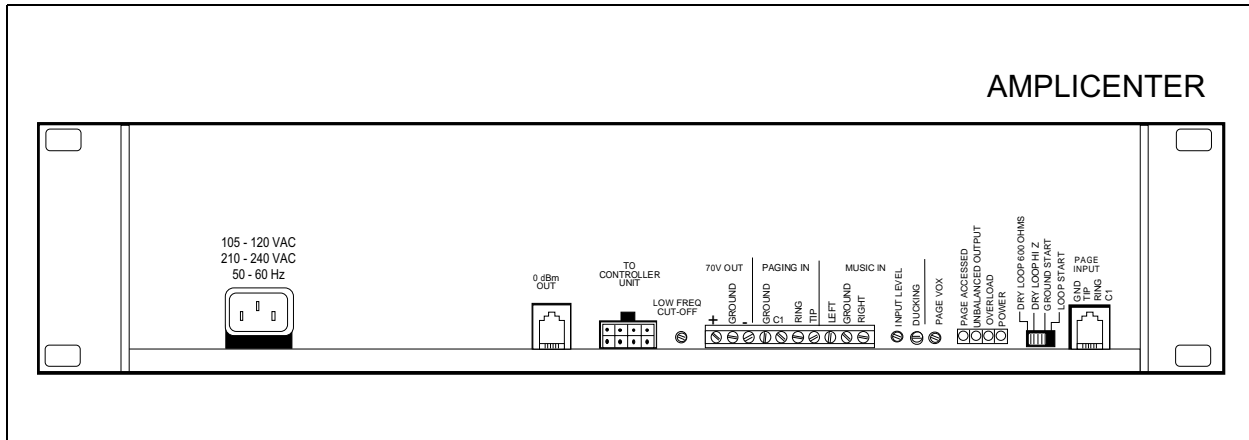 AMPLICENTER
105 - 120 VAC
210 - 240 VAC
50 - 60 Hz
0 dBm
OUT
TO
CONTROLLER
UNIT
LOW FREQ
CUT-OFF
70V OUT
+
GROUND
-
PAGING IN
GROUND
C1
RING
TIP
MUSIC IN
LEFT
GROUND
RIGHT
INPUT LEVEL
DUCKING
PAGE VOX
PAGE ACCESSED
UNBALANCED OUTPUT
OVERLOAD
POWER
DRY LOOP 600 OHMS
DRY LOOP HI Z
GROUND START
LOOP START
PAGE
INPUT
GND
TIP
RING
C1